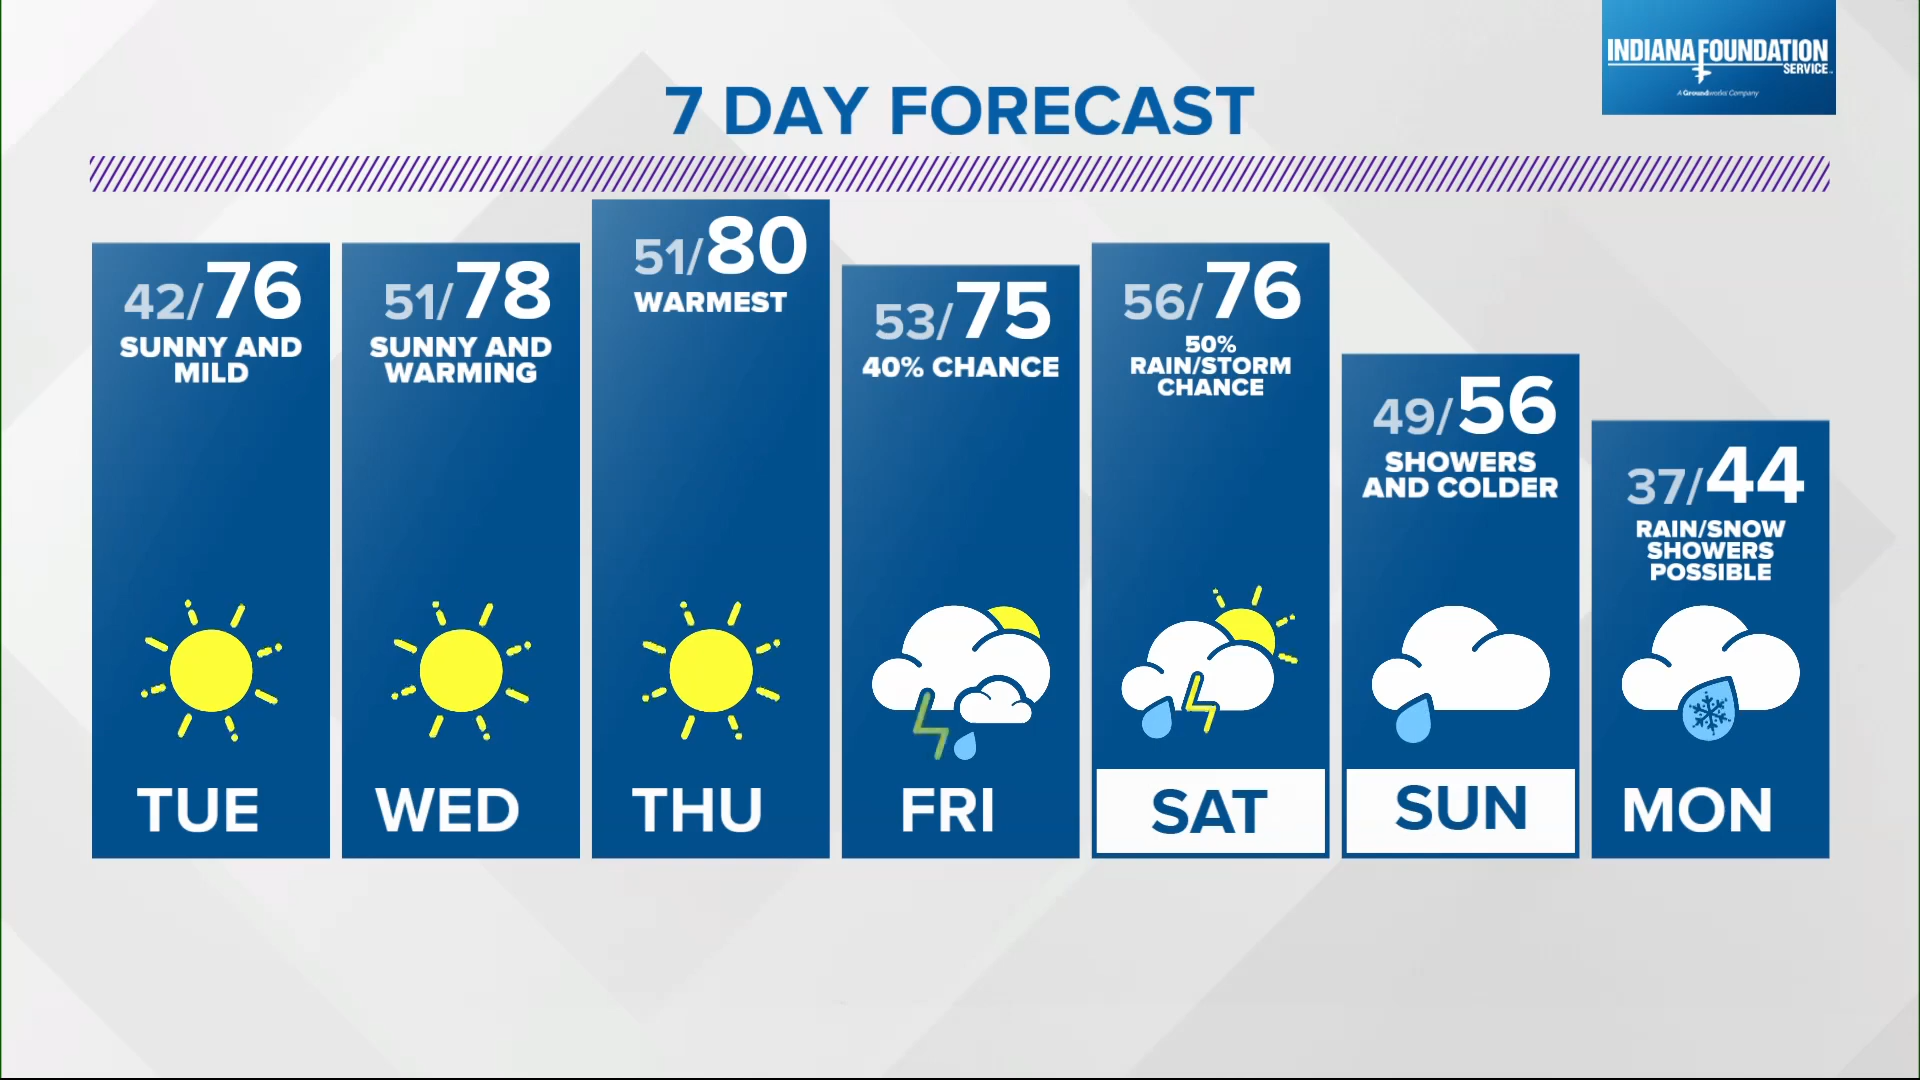 INDIANA FOUNDATION
SERVICE
A Groundworks Company
7 DAY FORECAST
42/76
SUNNY AND
MILD
TUE
51/78
SUNNY AND
WARMING
WED
51/80
WARMEST
THU
53/75
40% CHANCE
FRI
56/76
50%
RAIN/STORM
CHANCE
SAT
49/56
SHOWERS
AND COLDER
SUN
37/44
RAIN/SNOW
SHOWERS
POSSIBLE
MON